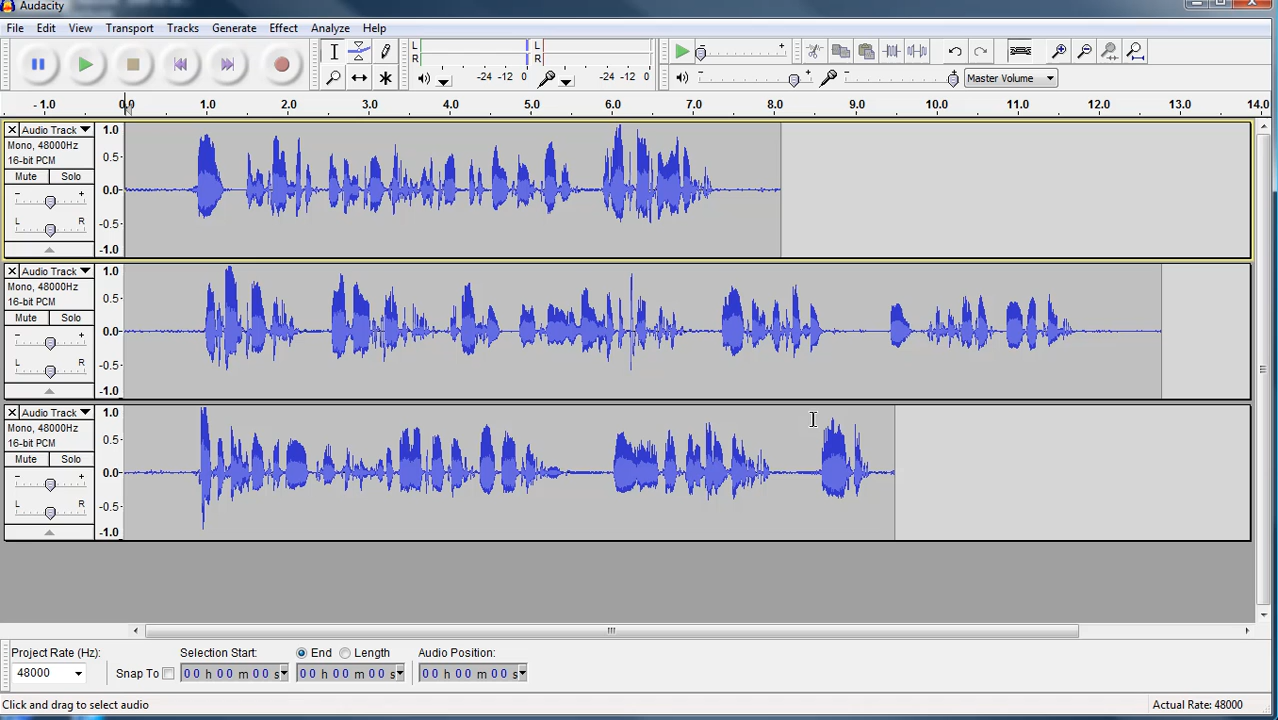 Audacity
File Edit View Transport Tracks Generate Effect Analyze Help
L R -24 -12 0 L R -24 -12 0
Master Volume
- 1.0 0.0 1.0 2.0 3.0 4.0 5.0 6.0 7.0 8.0 9.0 10.0 11.0 12.0 13.0 14.0
Audio Track 1.0
Mono, 48000Hz
16-bit PCM 0.5
Mute Solo
- + 0.0
L R -0.5
-1.0
Audio Track 1.0
Mono, 48000Hz
16-bit PCM 0.5
Mute Solo
- + 0.0
L R -0.5
-1.0
Audio Track 1.0
Mono, 48000Hz
16-bit PCM 0.5
Mute Solo
- + 0.0
L R -0.5
-1.0
Project Rate (Hz): Selection Start: End Length Audio Position:
48000 Snap To 00 h 00 m 00 s 00 h 00 m 00 s 00 h 00 m 00 s
Click and drag to select audio Actual Rate: 48000